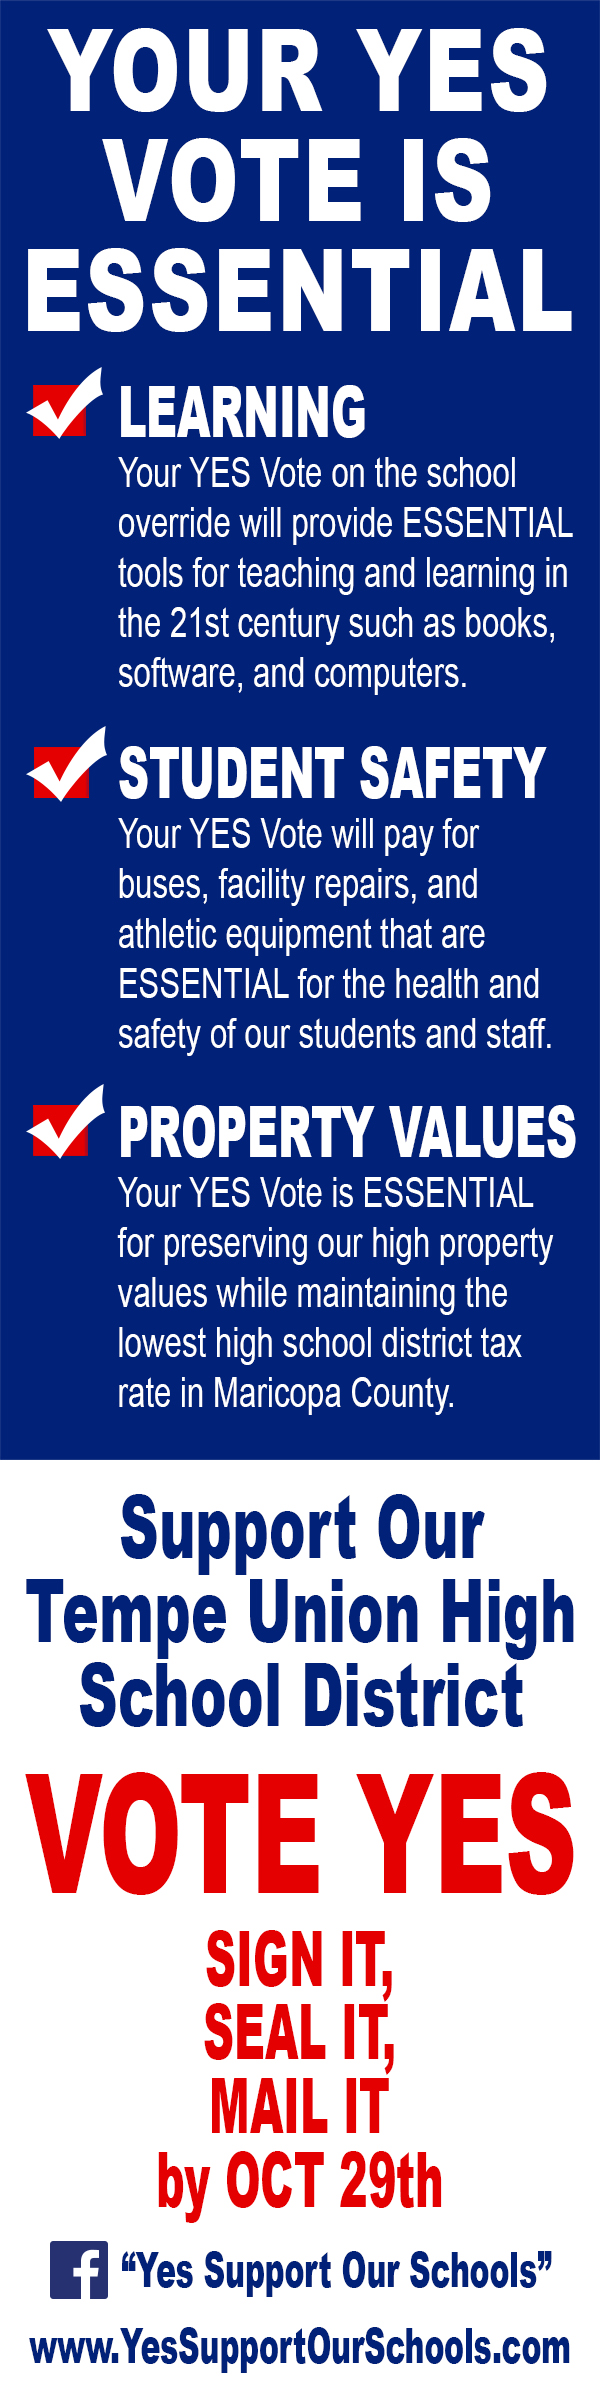 YOUR YES
VOTE IS
ESSENTIAL
LEARNING
Your YES Vote on the school
override will provide ESSENTIAL
tools for teaching and learning in
the 21st century such as books,
software, and computers.
STUDENT SAFETY
Your YES Vote will pay for
buses, facility repairs, and
athletic equipment that are
ESSENTIAL for the health and
safety of our students and staff.
PROPERTY VALUES
Your YES Vote is ESSENTIAL
for preserving our high property
values while maintaining the
lowest high school district tax
rate in Maricopa County.
Support Our
Tempe Union High
School District
VOTE YES
SIGN IT,
SEAL IT,
MAIL IT
by OCT 29th
f “Yes Support Our Schools”
www.YesSupportOurSchools.com